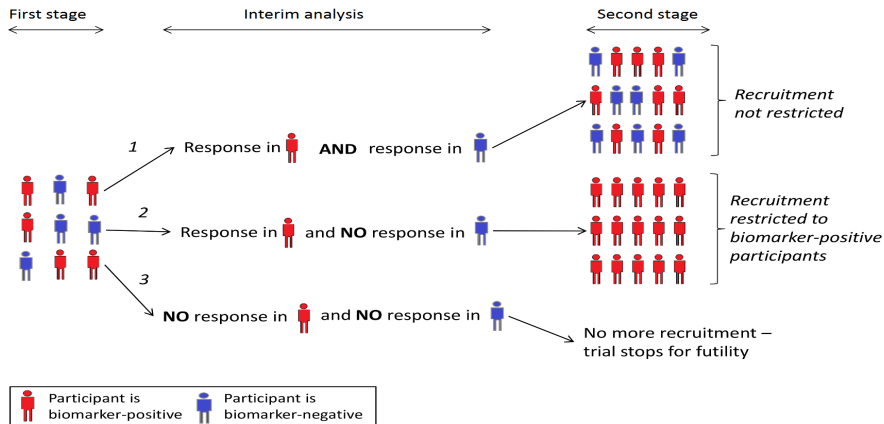 First stage
Interim analysis
Second stage
Recruitment
not restricted
1
Response in AND response in
2
Response in and NO response in
Recruitment
restricted to
biomarker-positive
participants
3
NO response in and NO response in
No more recruitment –
trial stops for futility
Participant is
biomarker-positive
Participant is
biomarker-negative